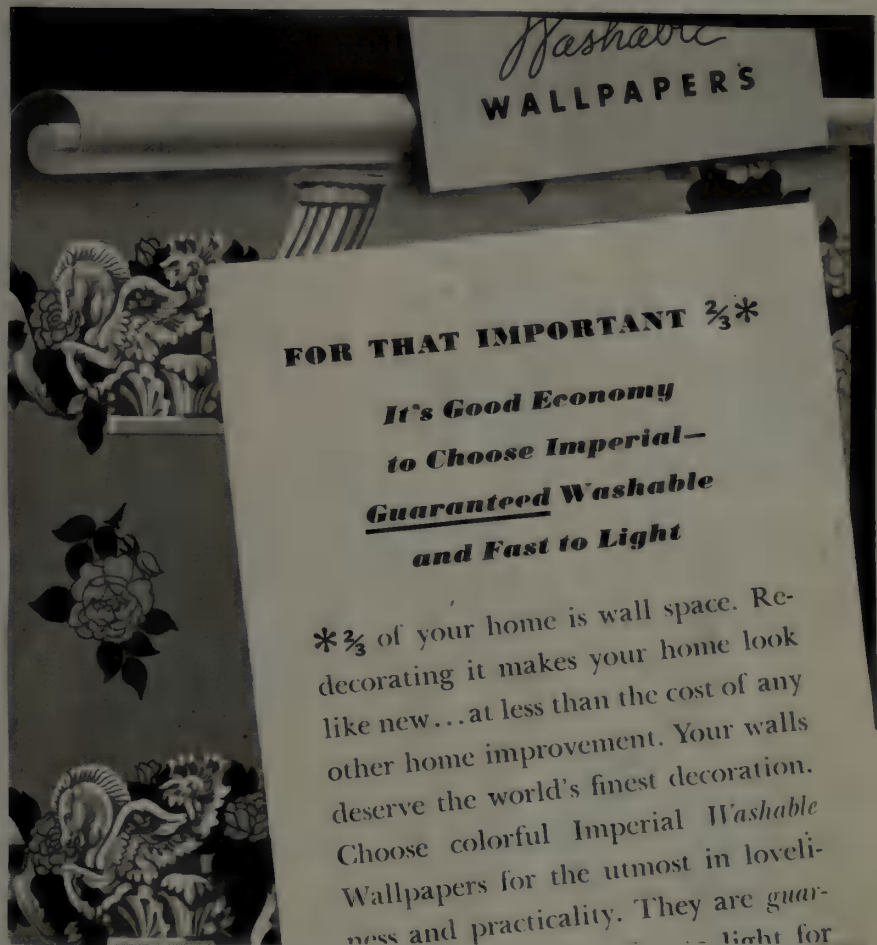 Washable
WALLPAPERS
FOR THAT IMPORTANT ⅔*
It's Good Economy
to Choose Imperial—
Guaranteed Washable
and Fast to Light
*⅔ of your home is wall space. Re-
decorating it makes your home look
like new...at less than the cost of any
other home improvement. Your walls
deserve the world's finest decoration.
Choose colorful Imperial Washable
Wallpapers for the utmost in loveli-
ness and practicality. They are guar-
light for